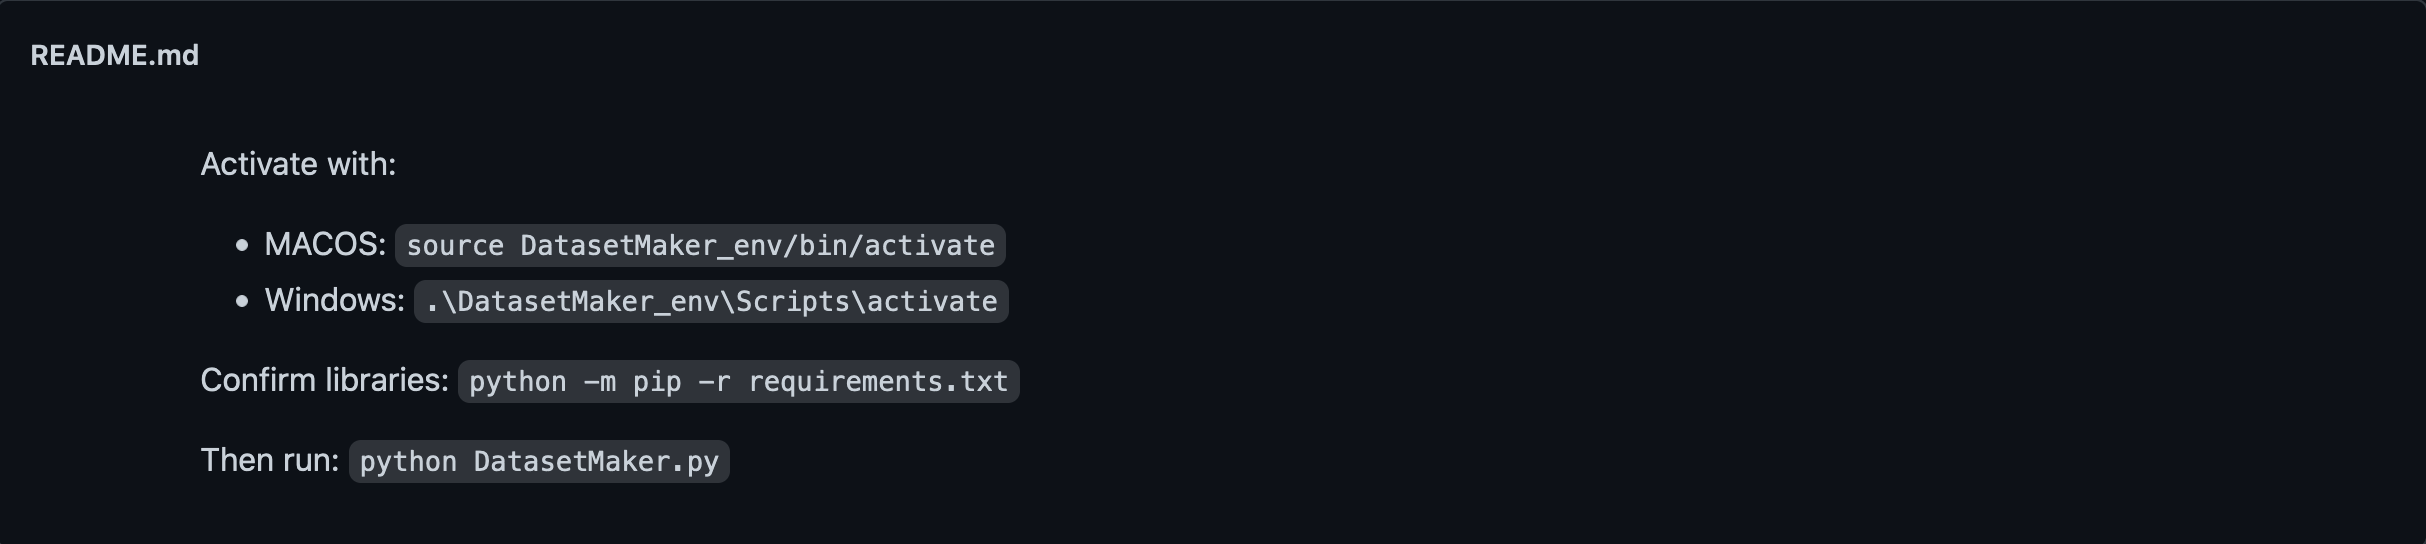 README.md
Activate with:
• MACOS: source DatasetMaker_env/bin/activate
• Windows: .\DatasetMaker_env\Scripts\activate
Confirm libraries: python -m pip -r requirements.txt
Then run: python DatasetMaker.py